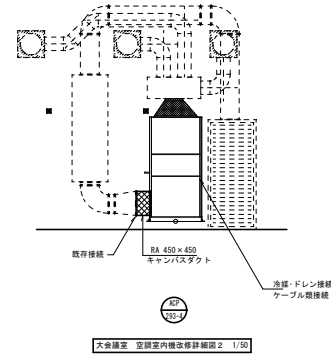 既存接続
RA 450×450
キャンバスダクト
冷媒・ドレン接続
ケーブル類接続
ACP
293-4
大会議室 空調室内機改修詳細図2 1/50